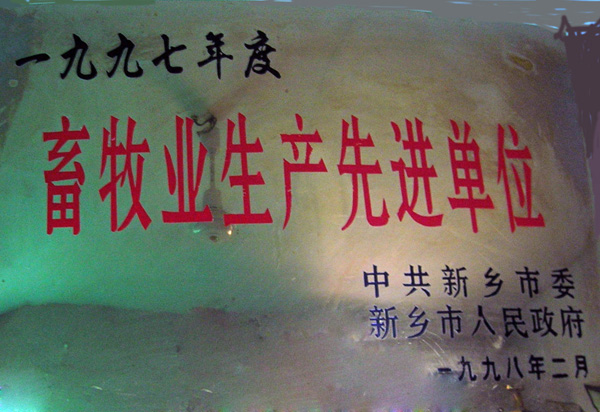 一九九七年度
畜牧业生产先进单位
中共新乡市委
新乡市人民政府
一九九八年二月